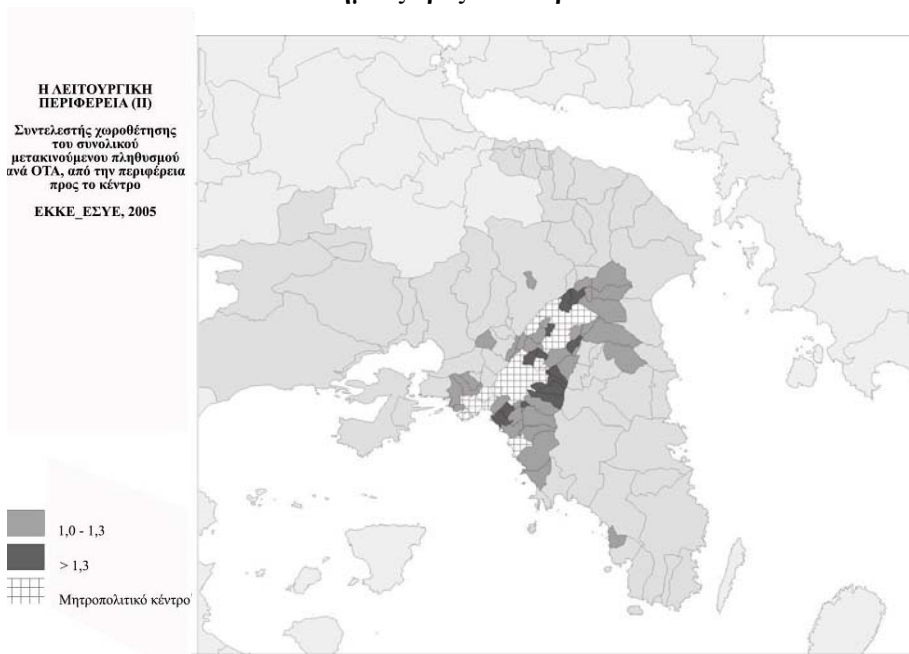 Η ΛΕΙΤΟΥΡΓΙΚΗ
ΠΕΡΙΦΕΡΕΙΑ (ΙΙ)
Συντελεστής χωροθέτησης
του συνολικού
μετακινούμενου πληθυσμού
ανά ΟΤΑ, από την περιφέρεια
προς το κέντρο
ΕΚΚΕ_ΕΣΥΕ, 2005
1,0 - 1,3
> 1,3
Μητροπολιτικό κέντρο